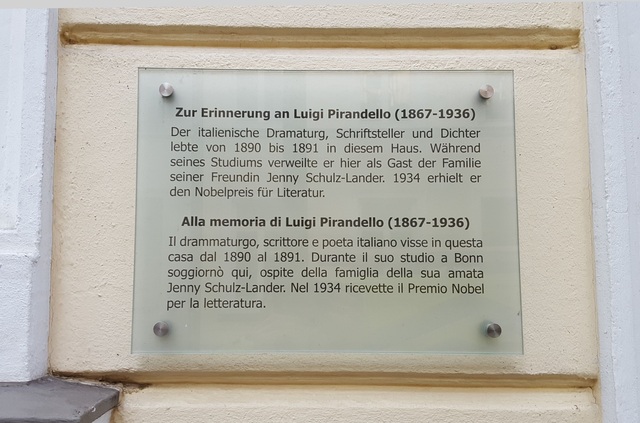 Zur Erinnerung an Luigi Pirandello (1867-1936)
Der italienische Dramaturg, Schriftsteller und Dichter
lebte von 1890 bis 1891 in diesem Haus. Während
seines Studiums verweilte er hier als Gast der Familie
seiner Freundin Jenny Schulz-Lander. 1934 erhielt er
den Nobelpreis für Literatur.
Alla memoria di Luigi Pirandello (1867-1936)
Il drammaturgo, scrittore e poeta italiano visse in questa
casa dal 1890 al 1891. Durante il suo studio a Bonn
soggiornò qui, ospite della famiglia della sua amata
Jenny Schulz-Lander. Nel 1934 ricevette il Premio Nobel
per la letteratura.